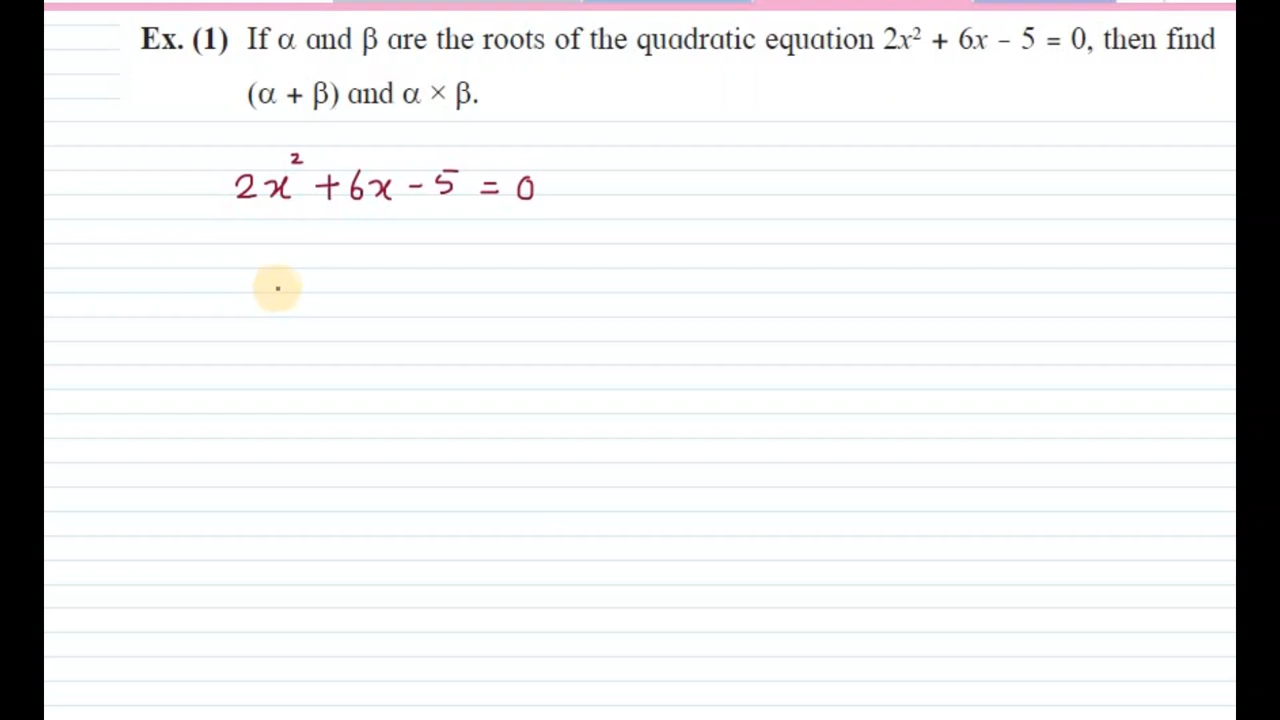 Ex. (1) If α and β are the roots of the quadratic equation 2x² + 6x − 5 = 0, then find
(α + β) and α × β.
2x² + 6x − 5 = 0